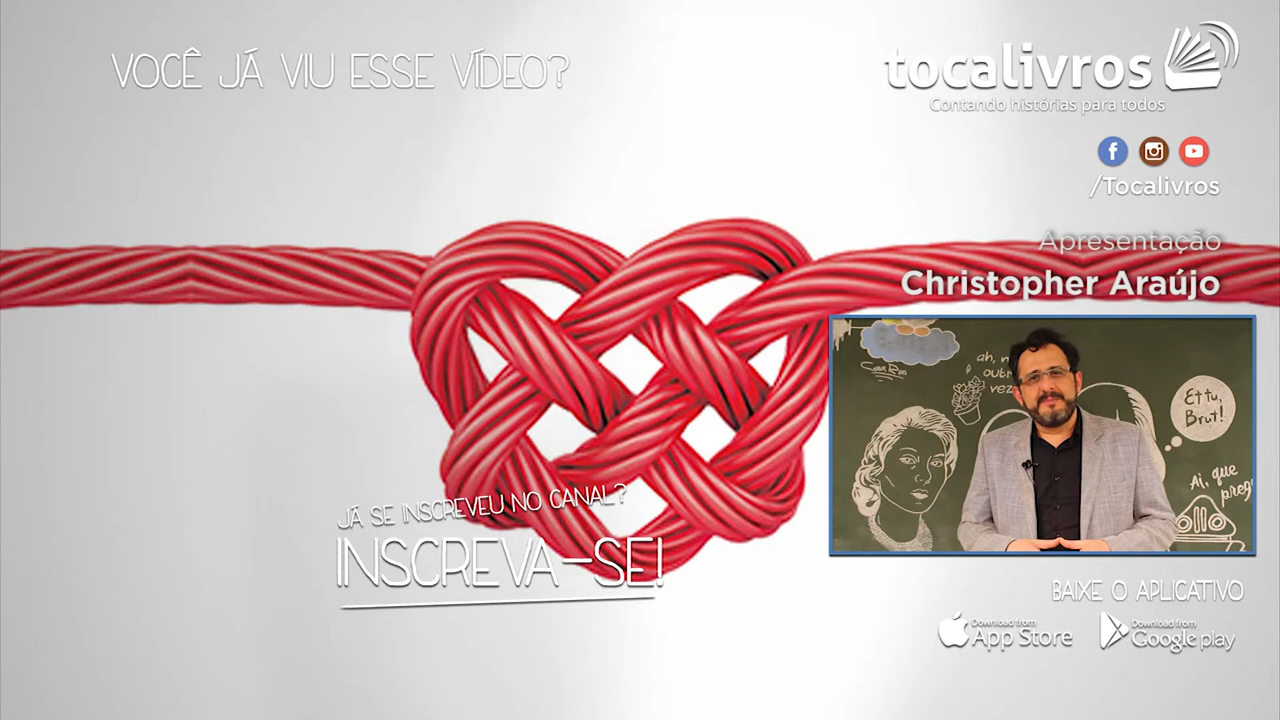 VOCÊ JÁ VIU ESSE VÍDEO?
tocalivros
Contando histórias para todos
/Tocalivros
Apresentação
Christopher Araújo
ah, n
outr
vez
Et tu,
Brut!
Ai, que
preg
JÁ SE INSCREVEU NO CANAL?
INSCREVA-SE!
BAIXE O APLICATIVO
Download from
App Store
Download from
Google play